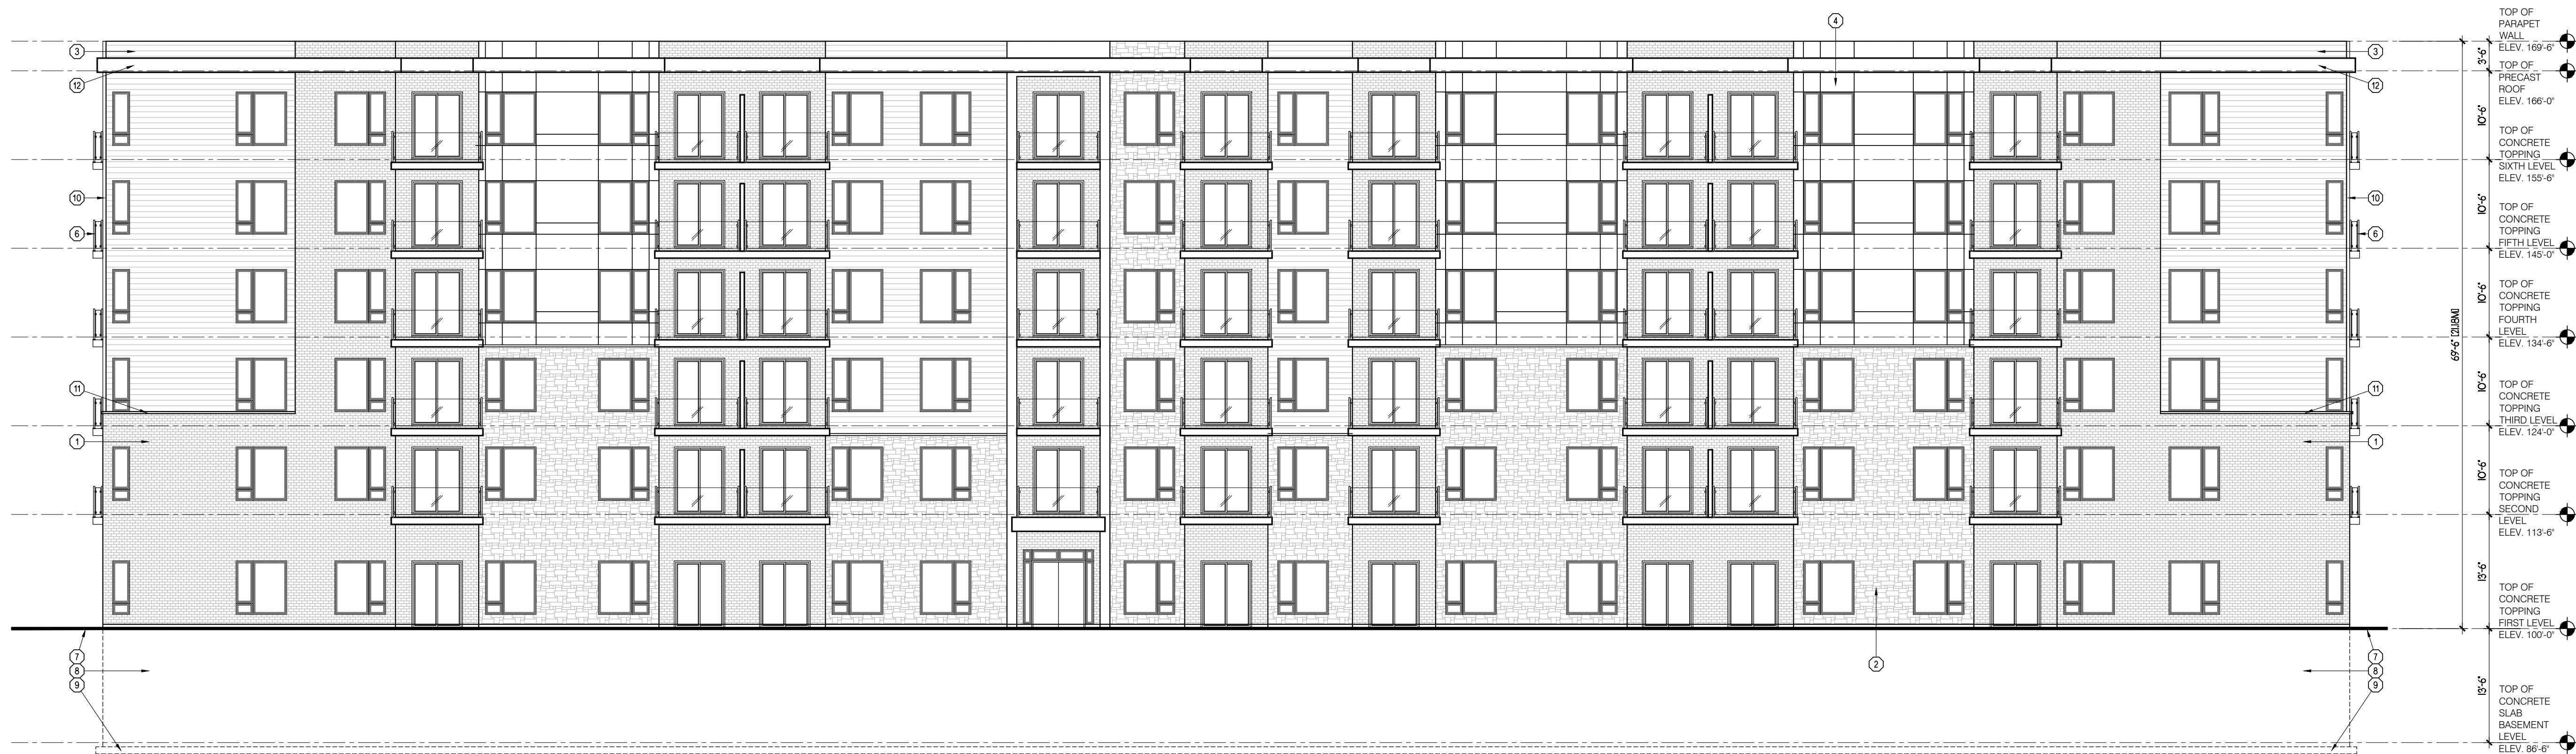 4
TOP OF
PARAPET
WALL
ELEV. 169'-6"
3
3
3'-6"
12
12
TOP OF
PRECAST
ROOF
ELEV. 166'-0"
10'-6"
TOP OF
CONCRETE
TOPPING
SIXTH LEVEL
ELEV. 155'-6"
10
10
10'-6"
6
6
TOP OF
CONCRETE
TOPPING
FIFTH LEVEL
ELEV. 145'-0"
10'-6"
TOP OF
CONCRETE
TOPPING
FOURTH
LEVEL
ELEV. 134'-6"
69'-6" [21.18M]
11
11
10'-6"
TOP OF
CONCRETE
TOPPING
THIRD LEVEL
ELEV. 124'-0"
1
1
10'-6"
TOP OF
CONCRETE
TOPPING
SECOND
LEVEL
ELEV. 113'-6"
13'-6"
TOP OF
CONCRETE
TOPPING
FIRST LEVEL
ELEV. 100'-0"
7
8
9
2
7
8
9
13'-6"
TOP OF
CONCRETE
SLAB
BASEMENT
LEVEL
ELEV. 86'-6"